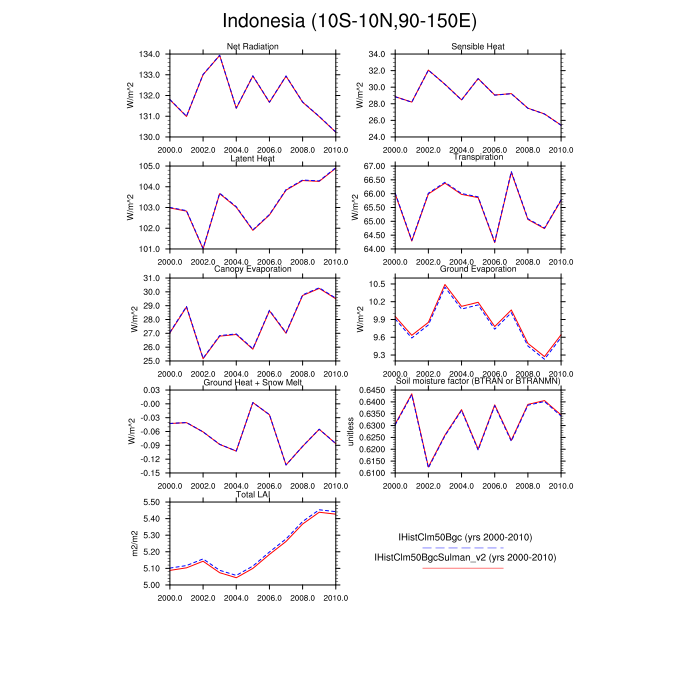 Indonesia (10S-10N,90-150E)
Net Radiation
W/m^2
134.0
133.0
132.0
131.0
130.0
2000.0 2002.0 2004.0 2006.0 2008.0 2010.0
Sensible Heat
W/m^2
34.0
32.0
30.0
28.0
26.0
24.0
2000.0 2002.0 2004.0 2006.0 2008.0 2010.0
Latent Heat
W/m^2
105.0
104.0
103.0
102.0
101.0
2000.0 2002.0 2004.0 2006.0 2008.0 2010.0
Transpiration
W/m^2
67.00
66.50
66.00
65.50
65.00
64.50
64.00
2000.0 2002.0 2004.0 2006.0 2008.0 2010.0
Canopy Evaporation
W/m^2
31.0
30.0
29.0
28.0
27.0
26.0
25.0
2000.0 2002.0 2004.0 2006.0 2008.0 2010.0
Ground Evaporation
W/m^2
10.5
10.2
9.9
9.6
9.3
2000.0 2002.0 2004.0 2006.0 2008.0 2010.0
Ground Heat + Snow Melt
W/m^2
0.03
-0.00
-0.03
-0.06
-0.09
-0.12
-0.15
2000.0 2002.0 2004.0 2006.0 2008.0 2010.0
Soil moisture factor (BTRAN or BTRANMN)
unitless
0.6450
0.6400
0.6350
0.6300
0.6250
0.6200
0.6150
0.6100
2000.0 2002.0 2004.0 2006.0 2008.0 2010.0
Total LAI
m2/m2
5.50
5.40
5.30
5.20
5.10
5.00
2000.0 2002.0 2004.0 2006.0 2008.0 2010.0
IHistClm50Bgc (yrs 2000-2010)
IHistClm50BgcSulman_v2 (yrs 2000-2010)